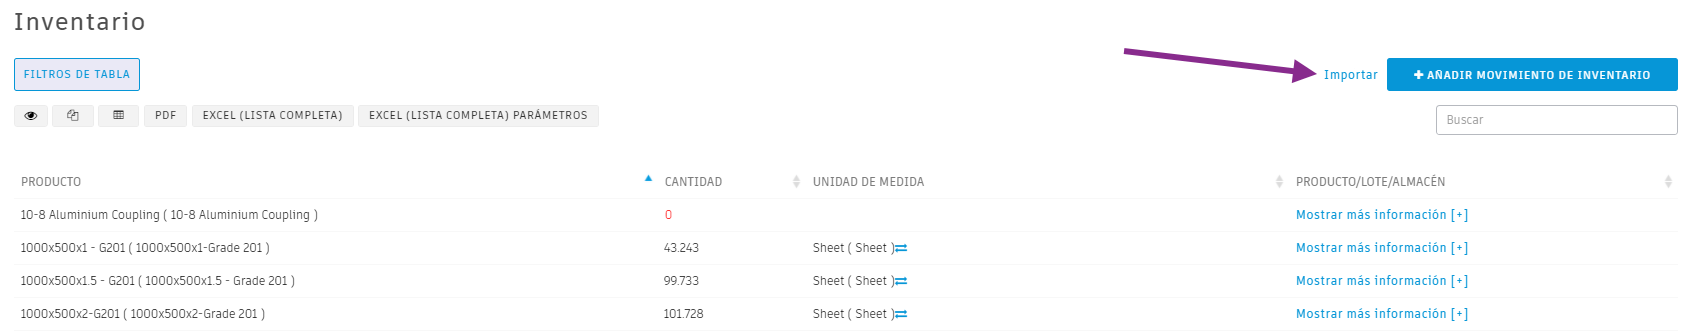 Inventario
FILTROS DE TABLA
Importar
AÑADIR MOVIMIENTO DE INVENTARIO
PDF EXCEL (LISTA COMPLETA) EXCEL (LISTA COMPLETA) PARÁMETROS
Buscar
PRODUCTO CANTIDAD UNIDAD DE MEDIDA PRODUCTO/LOTE/ALMACÉN
10-8 Aluminium Coupling ( 10-8 Aluminium Coupling ) 0 Mostrar más información [+]
1000x500x1 - G201 ( 1000x500x1-Grade 201 ) 43.243 Sheet ( Sheet ) Mostrar más información [+]
1000x500x1.5 - G201 ( 1000x500x1.5 - Grade 201 ) 99.733 Sheet ( Sheet ) Mostrar más información [+]
1000x500x2-G201 ( 1000x500x2-Grade 201 ) 101.728 Sheet ( Sheet ) Mostrar más información [+]